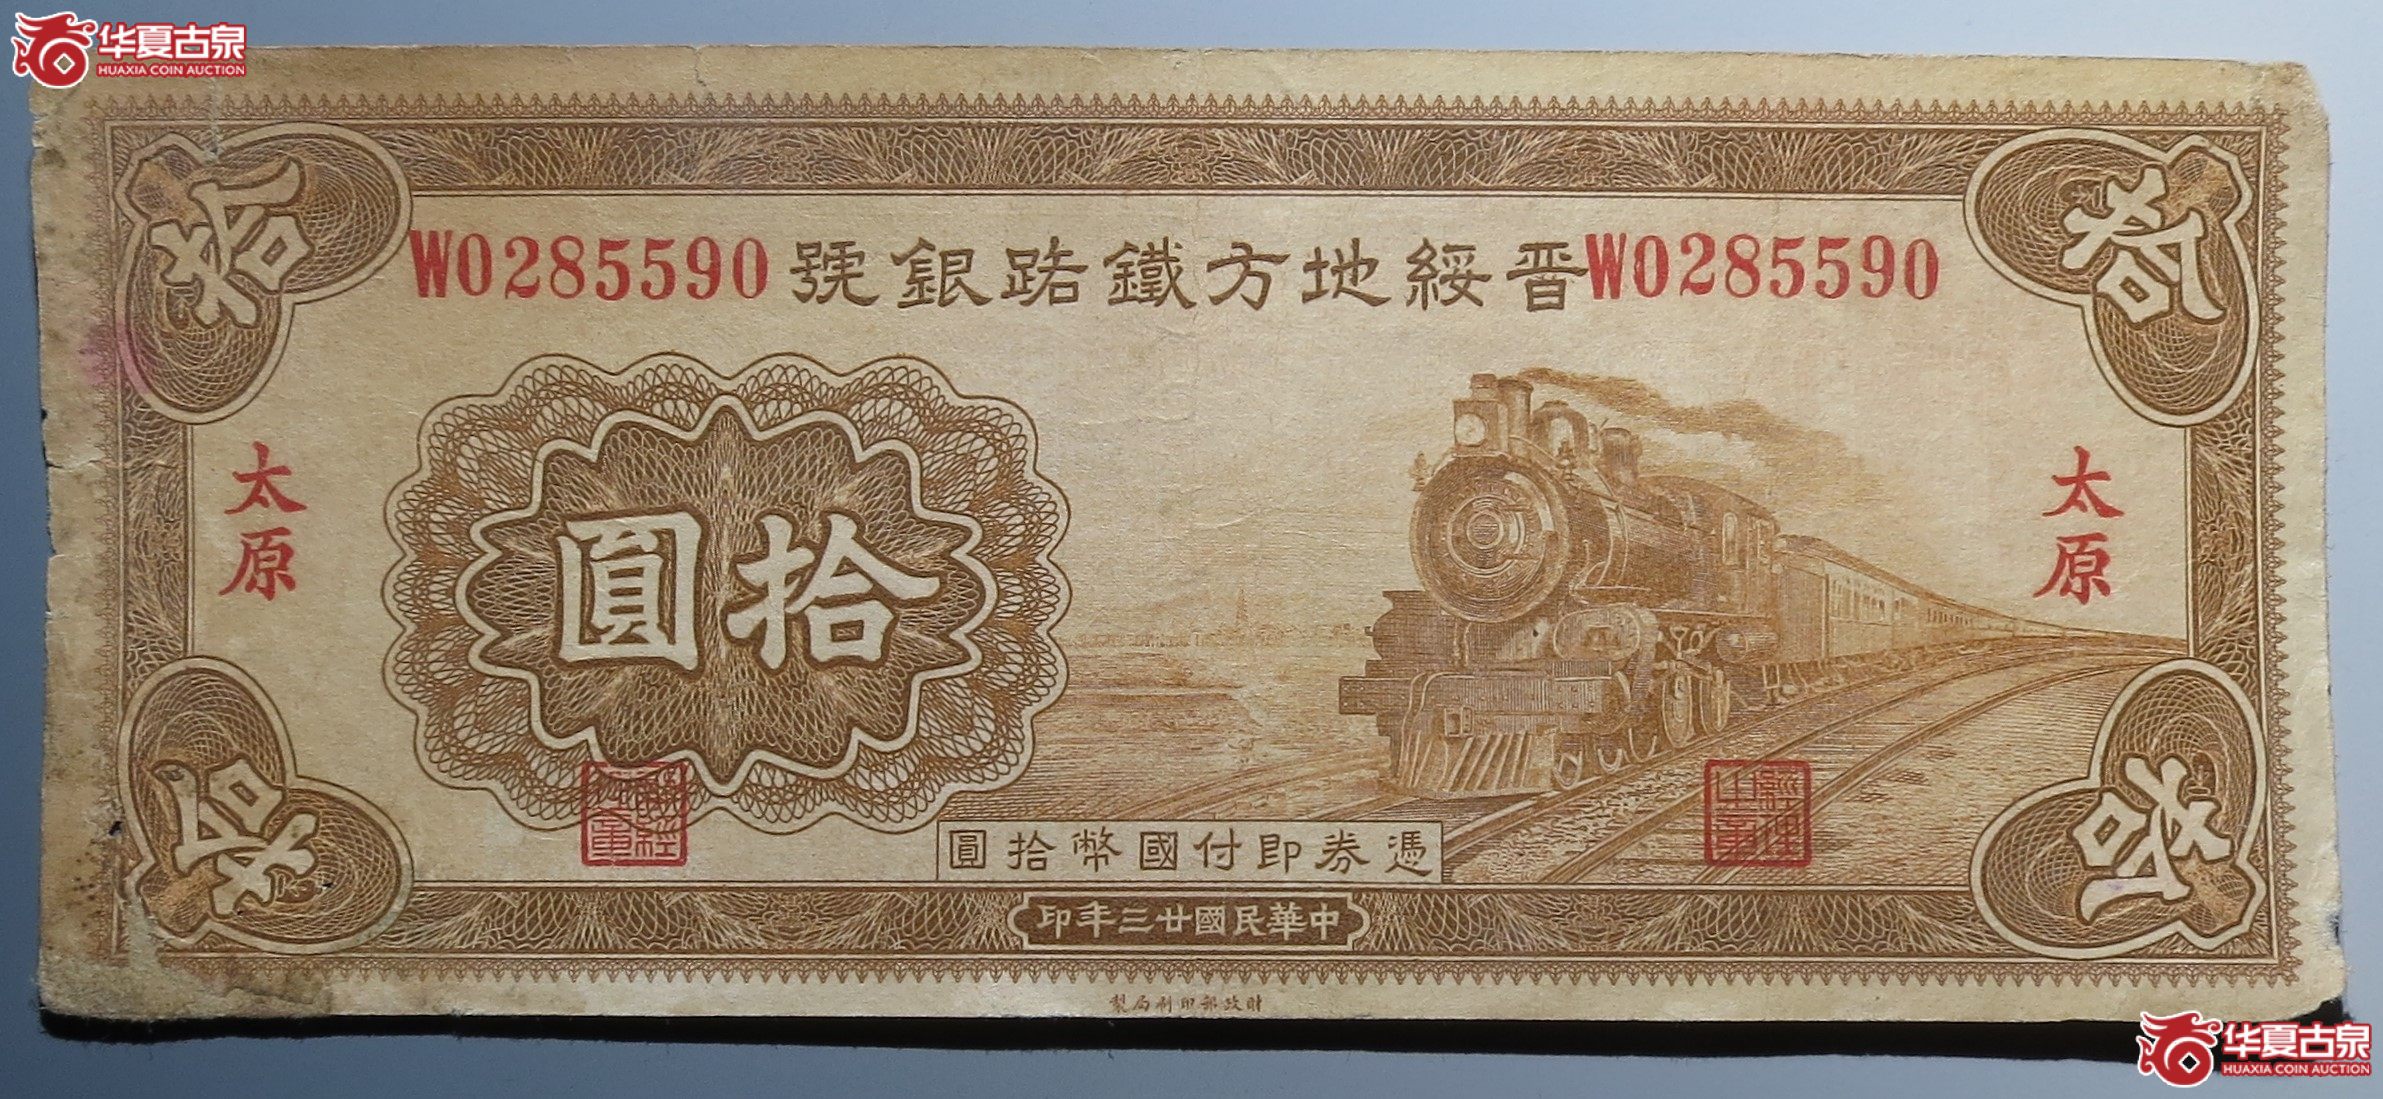 华夏古泉
HUAXIA COIN AUCTION
拾
拾
W0285590
晋綏地方鐵路銀號
W0285590
太原
太原
拾圓
憑券即付國幣拾圓
中華民國廿三年印
拾
拾
財政部印刷局製
华夏古泉
HUAXIA COIN AUCTION